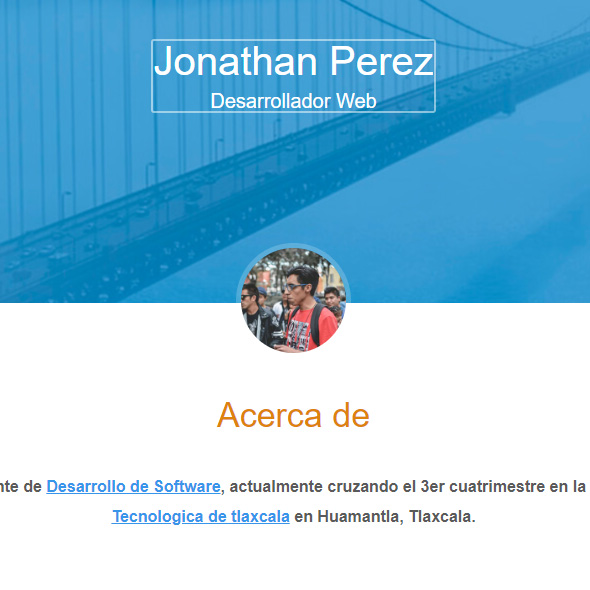 Jonathan Perez
Desarrollador Web
Acerca de
de Desarrollo de Software, actualmente cruzando el 3er cuatrimestre en la
Tecnologica de tlaxcala en Huamantla, Tlaxcala.